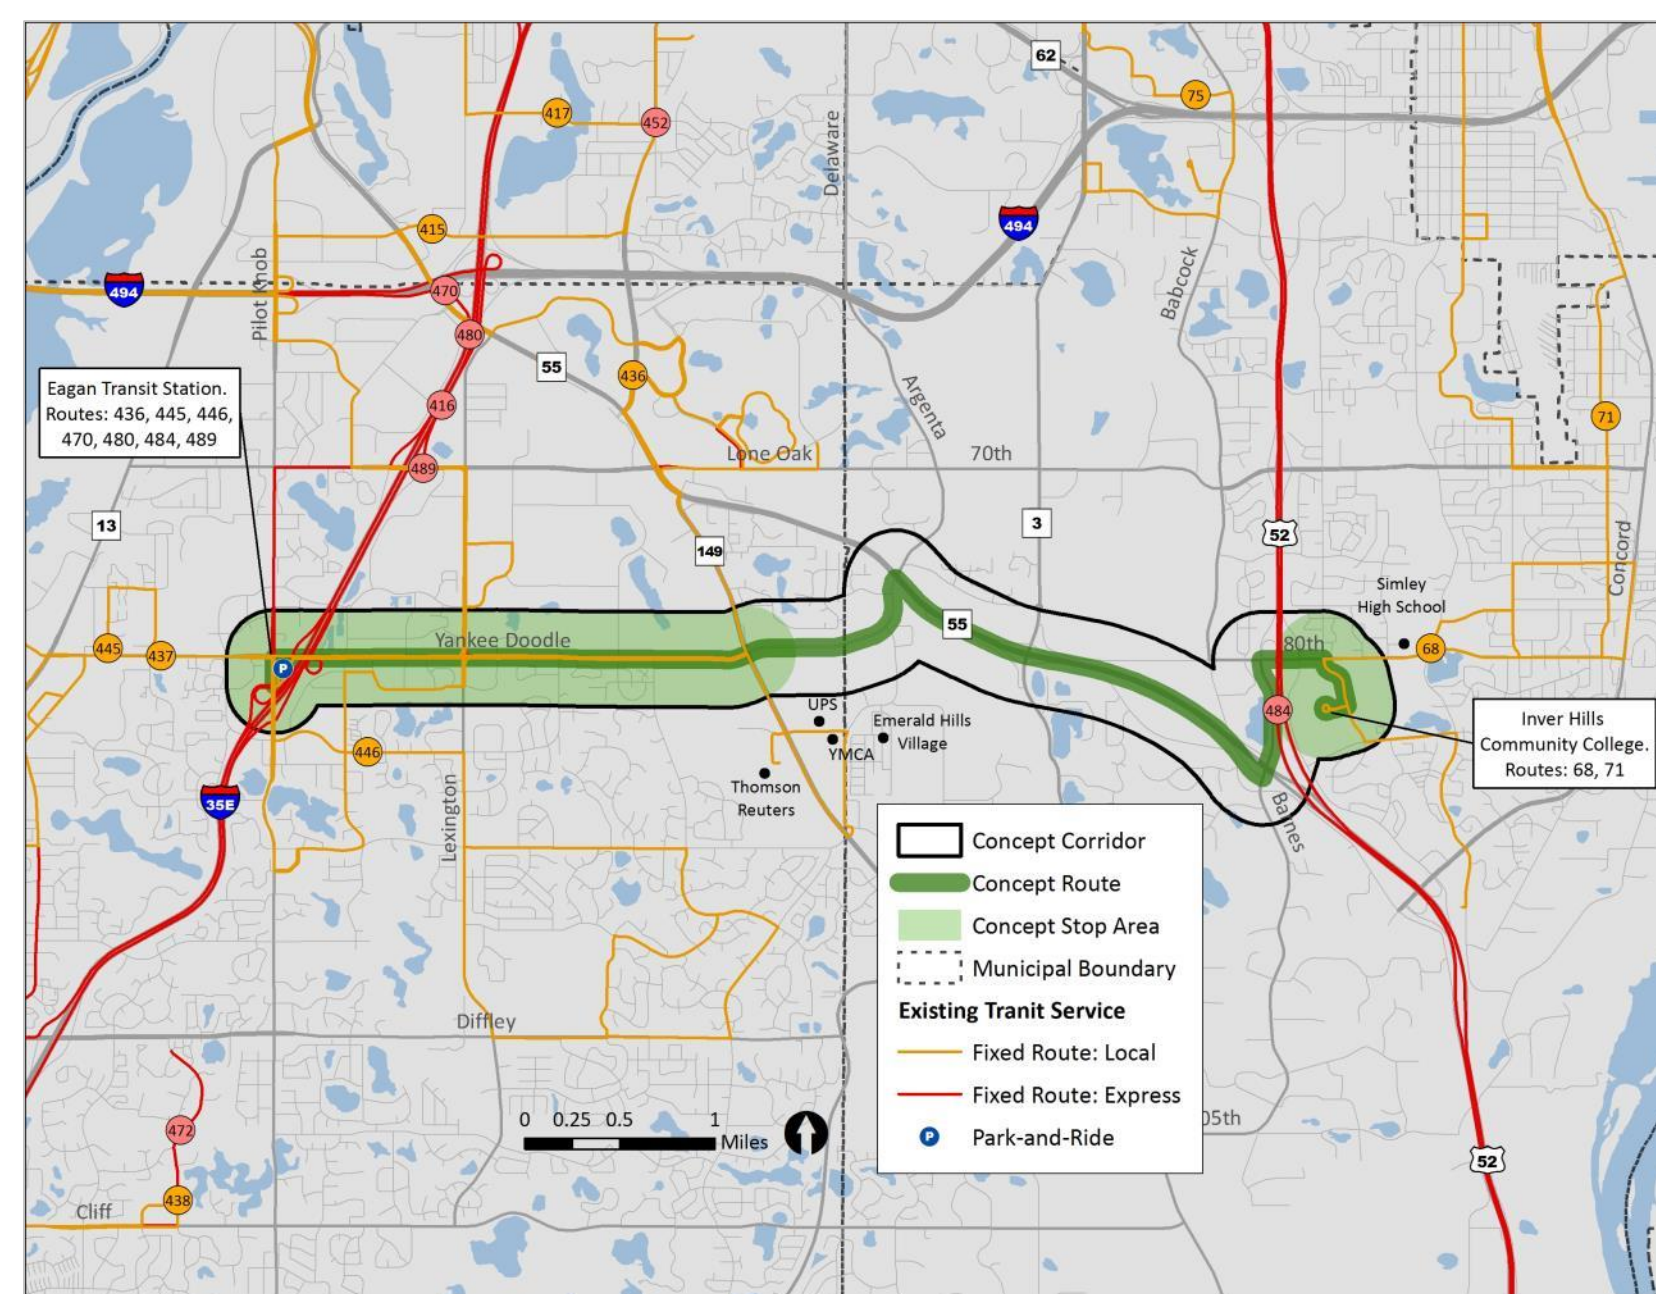 62
75
417
452
Delaware
415
494
Pilot Knob
Babcock
494
470
480
55
436
Eagan Transit Station.
Routes: 436, 445, 446,
470, 480, 484, 489
416
Argenta
71
Lone Oak
70th
489
13
3
52
149
Concord
Simley
High School
55
445
437
Yankee Doodle
80th
68
P
UPS
484
Emerald Hills
Village
YMCA
446
Inver Hills
Community College.
Routes: 68, 71
Thomson
Reuters
35E
Lexington
Barnes
Concept Corridor
Concept Route
Concept Stop Area
Municipal Boundary
Existing Tranit Service
Fixed Route: Local
Fixed Route: Express
P Park-and-Ride
Diffley
0 0.25 0.5 1
Miles
05th
472
52
438
Cliff